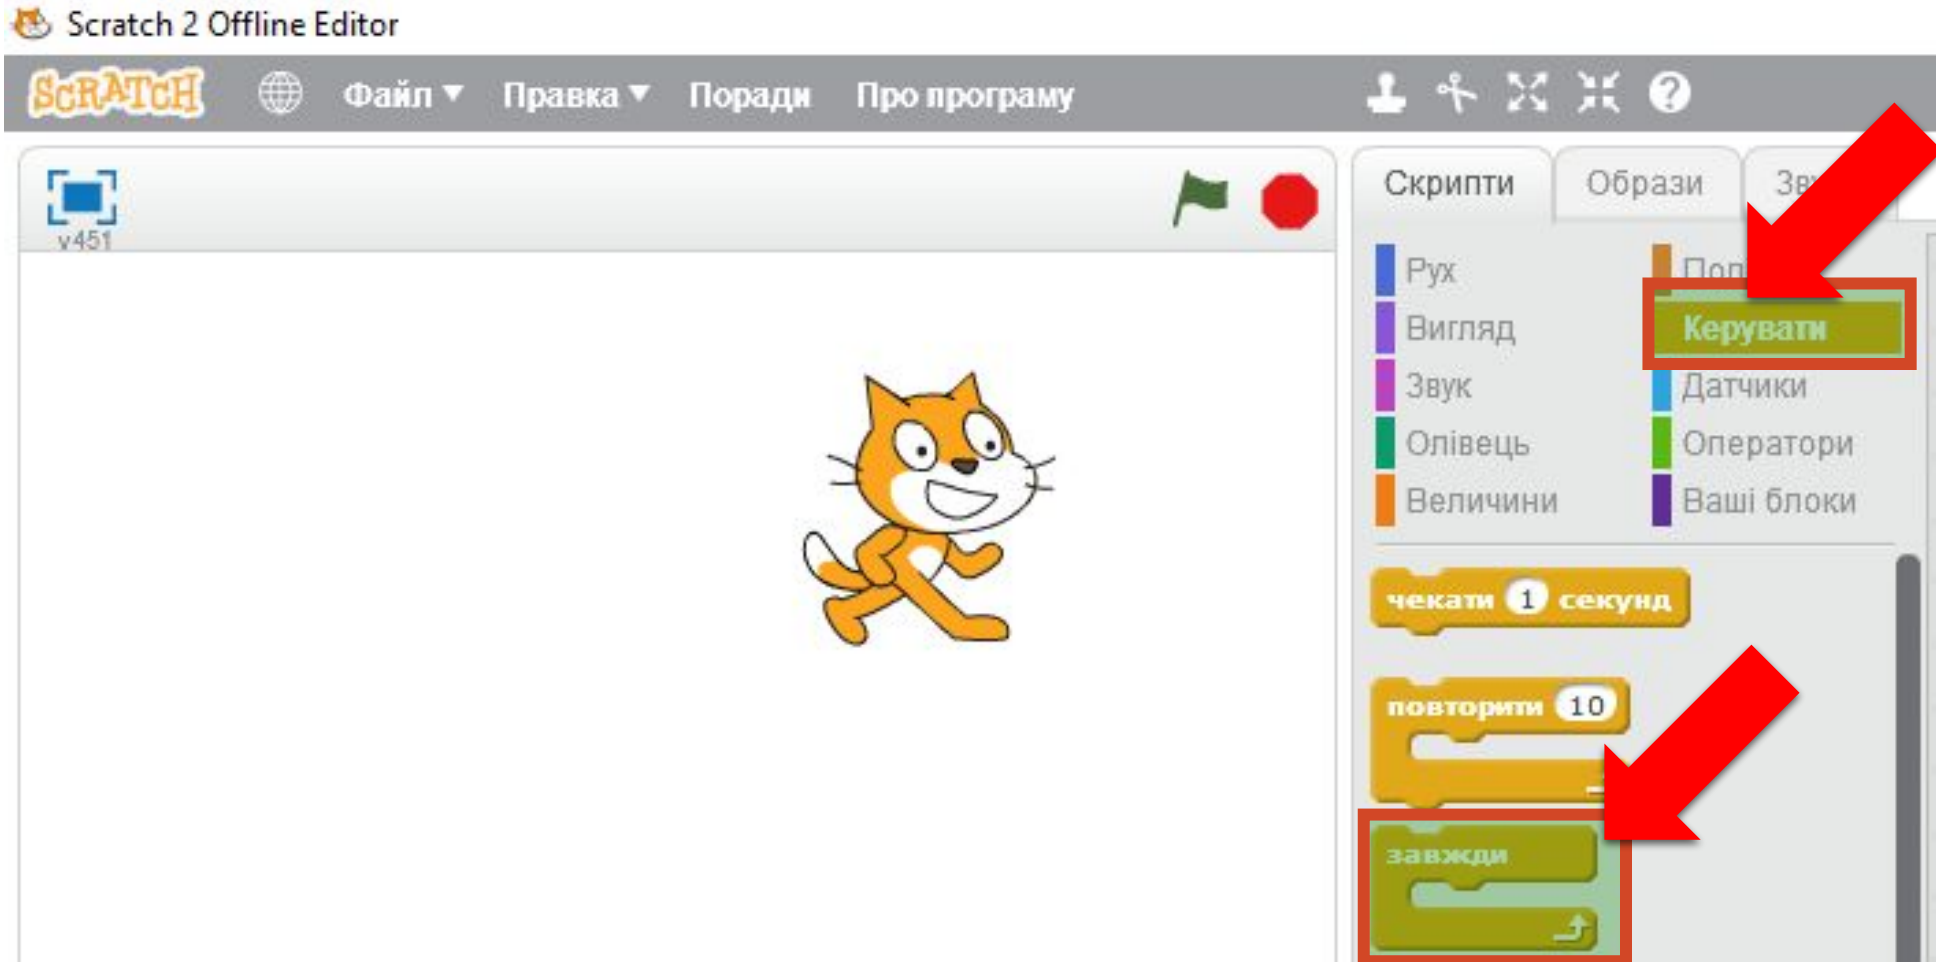 Scratch 2 Offline Editor
SCRATCH Файл Правка Поради Про програму
v451
Скрипти Образи
Рух
Вигляд Керувати
Звук Датчики
Олівець Оператори
Величини Ваші блоки
чекати 1 секунд
повторити 10
завжди